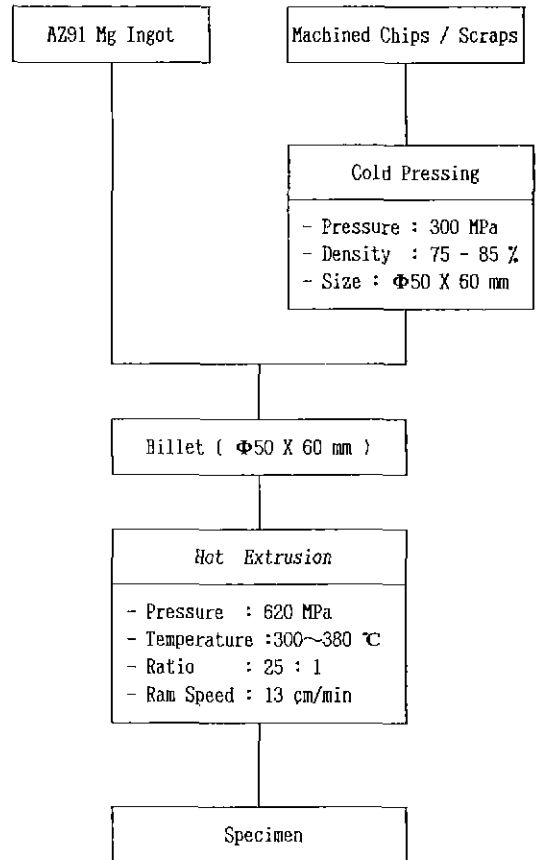 AZ91 Mg Ingot
Machined Chips / Scraps
Cold Pressing
- Pressure : 300 MPa
- Density : 75 - 85 %
- Size : Φ50 X 60 mm
Billet ( Φ50 X 60 mm )
Hot Extrusion
- Pressure : 620 MPa
- Temperature :300～380 ℃
- Ratio : 25 : 1
- Ram Speed : 13 cm/min
Specimen